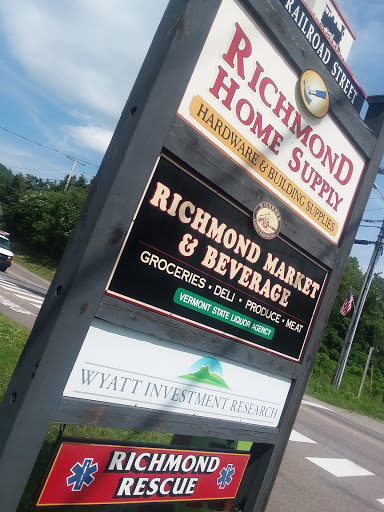 RAILROAD STREET
RICHMOND
HOME SUPPLY
HARDWARE & BUILDING SUPPLIES
RICHMOND MARKET
& BEVERAGE
GROCERIES • DELI • PRODUCE • MEAT
VERMONT STATE LIQUOR AGENCY
WYATT INVESTMENT RESEARCH
RICHMOND
RESCUE